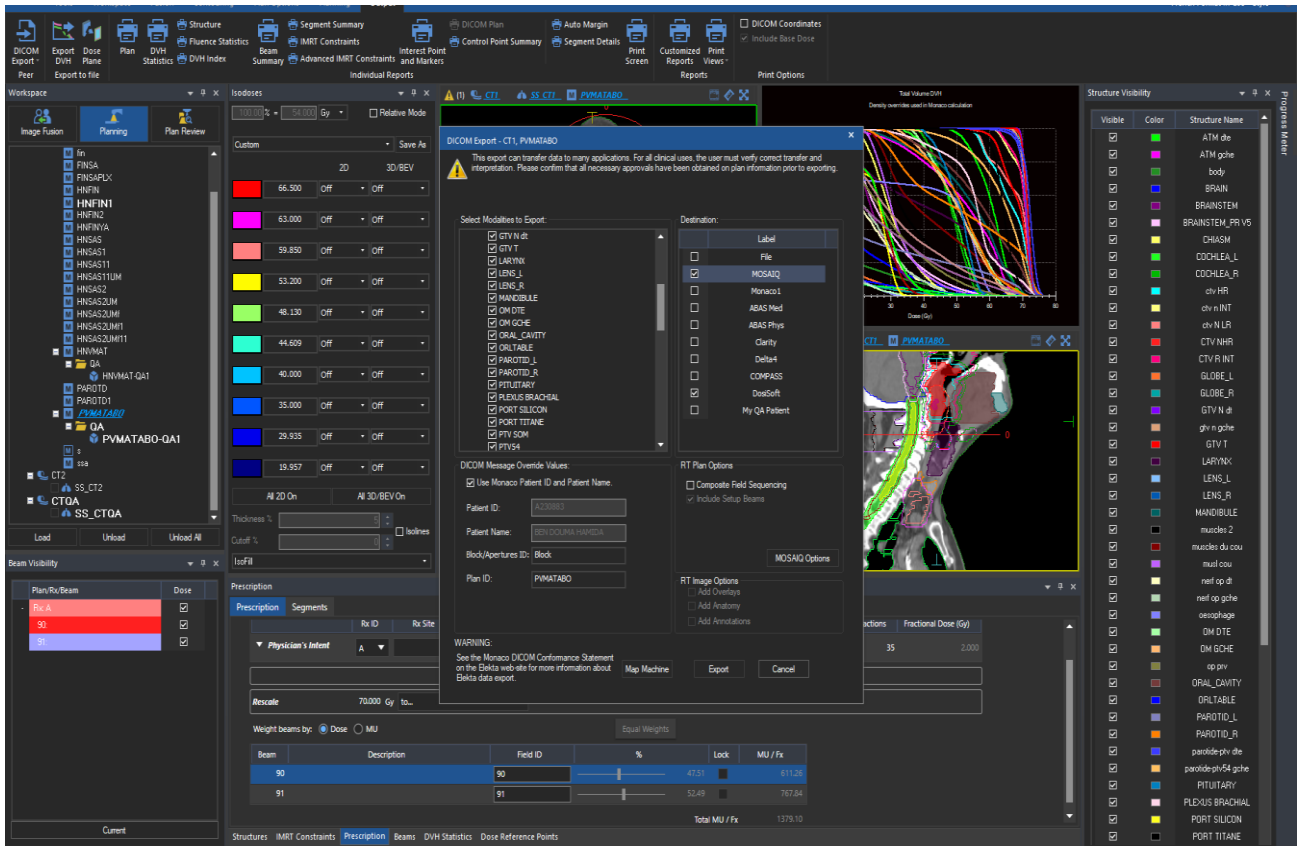 DICOM Export
Export DVH
Dose Plane
Plan
DVH Statistics
Structure
Fluence Statistics
DVH Index
Beam Summary
Segment Summary
IMRT Constraints
Advanced IMRT Constraints
Interest Point and Markers
DICOM Plan
Control Point Summary
Auto Margin
Segment Details
Print Screen
Customized Reports
Print Views
DICOM Coordinates
Include Base Dose
Peer
Export to file
Individual Reports
Reports
Print Options
Workspace
Image Fusion
Planning
Plan Review
fin
FINSA
FINSAPLX
HNFIN
HNFIN1
HNFIN2
HNFINYA
HNSAS
HNSAS1
HNSAS11
HNSAS11UM
HNSAS2
HNSAS2UM
HNSAS2UMf
HNSAS2UMf1
HNSAS2UMf11
HNVMAT
QA
HNVMAT-QA1
PAROTD
PAROTD1
PVMATABO
QA
PVMATABO-QA1
s
ssa
CT2
SS_CT2
CTQA
SS_CTQA
Load
Unload
Unload All
Beam Visibility
Plan/Rx/Beam
Dose
Rx: A
90:
91:
Current
Isodoses
100.00 % = 54.000 Gy
Relative Mode
Custom
Save As
2D
3D/BEV
66.500 Off Off
63.000 Off Off
59.850 Off Off
53.200 Off Off
48.130 Off Off
44.609 Off Off
40.000 Off Off
35.000 Off Off
29.935 Off Off
19.957 Off Off
All 2D On
All 3D/BEV On
Thickness %
5
Isolines
Cutoff %
0
IsoFill
(1) CT1 SS CT1 PVMATABO
Total Volume DVH
Density overrides used in Monaco calculation
30 40 50 60 70 80
Dose (Gy)
CT1 PVMATABO
0
DICOM Export - CT1, PVMATABO
x
This export can transfer data to many applications. For all clinical uses, the user must verify correct transfer and
interpretation. Please confirm that all necessary approvals have been obtained on plan information prior to exporting.
Select Modalities to Export:
GTV N dt
GTV T
LARYNX
LENS_L
LENS_R
MANDIBULE
OM DTE
OM GCHE
ORAL_CAVITY
ORLTABLE
PAROTID_L
PAROTID_R
PITUITARY
PLEXUS BRACHIAL
PORT SILICON
PORT TITANE
PTV SOM
PTV54
Destination:
Label
File
MOSAIQ
Monaco1
ABAS Med
ABAS Phys
Clarity
Delta4
COMPASS
DosiSoft
My QA Patient
DICOM Message Override Values:
Use Monaco Patient ID and Patient Name.
Patient ID: A230883
Patient Name: BEN DOUMA HAMIDA
Block/Apertures ID: Block
Plan ID: PVMATABO
RT Plan Options
Composite Field Sequencing
Include Setup Beams
MOSAIQ Options
RT Image Options
Add Overlays
Add Anatomy
Add Annotations
WARNING:
See the Monaco DICOM Conformance Statement
on the Elekta web-site for more information about
Elekta data export.
Map Machine
Export
Cancel
Prescription
Prescription Segments
Rx ID
Rx Site
Fractional Dose (Gy)
Physician's Intent
A
35
2.000
Rescale
70.000 Gy to...
Weight beams by: Dose MU
Equal Weights
Beam Description Field ID % Lock MU / Fx
90 90 47.51 611.26
91 91 52.49 767.84
Total MU / Fx 1379.10
Structures IMRT Constraints Prescription Beams DVH Statistics Dose Reference Points
Structure Visibility
Progress Meter
Visible Color Structure Name
ATM dte
ATM gche
body
BRAIN
BRAINSTEM
BRAINSTEM_PRV5
CHIASM
COCHLEA_L
COCHLEA_R
ctv HR
ctv n INT
ctv N LR
CTV NHR
CTV R INT
GLOBE_L
GLOBE_R
GTV N dt
gtv n gche
GTV T
LARYNX
LENS_L
LENS_R
MANDIBULE
muscles 2
muscles du cou
musl cou
nerf op dt
nerf op gche
oesophage
OM DTE
OM GCHE
op prv
ORAL_CAVITY
ORLTABLE
PAROTID_L
PAROTID_R
parotide-ptv dte
parotide-ptv54 gche
PITUITARY
PLEXUS BRACHIAL
PORT SILICON
PORT TITANE